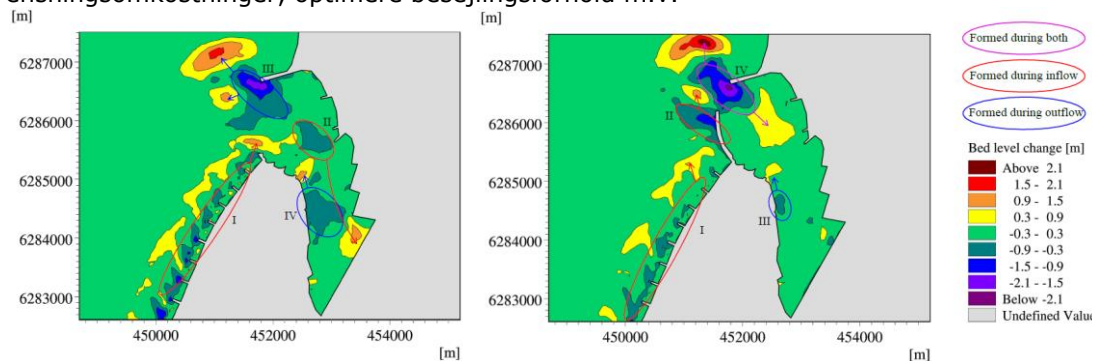 ensningsomkostninger, optimere besejlingsforhold m.v.
[m]
6287000
6286000
6285000
6284000
6283000
III
II
I
IV
450000
452000
454000
[m]
[m]
6287000
6286000
6285000
6284000
6283000
IV
II
III
I
450000
452000
454000
[m]
Formed during both
Formed during inflow
Formed during outflow
Bed level change [m]
Above 2.1
1.5 - 2.1
0.9 - 1.5
0.3 - 0.9
-0.3 - 0.3
-0.9 - -0.3
-1.5 - -0.9
-2.1 - -1.5
Below -2.1
Undefined Valu